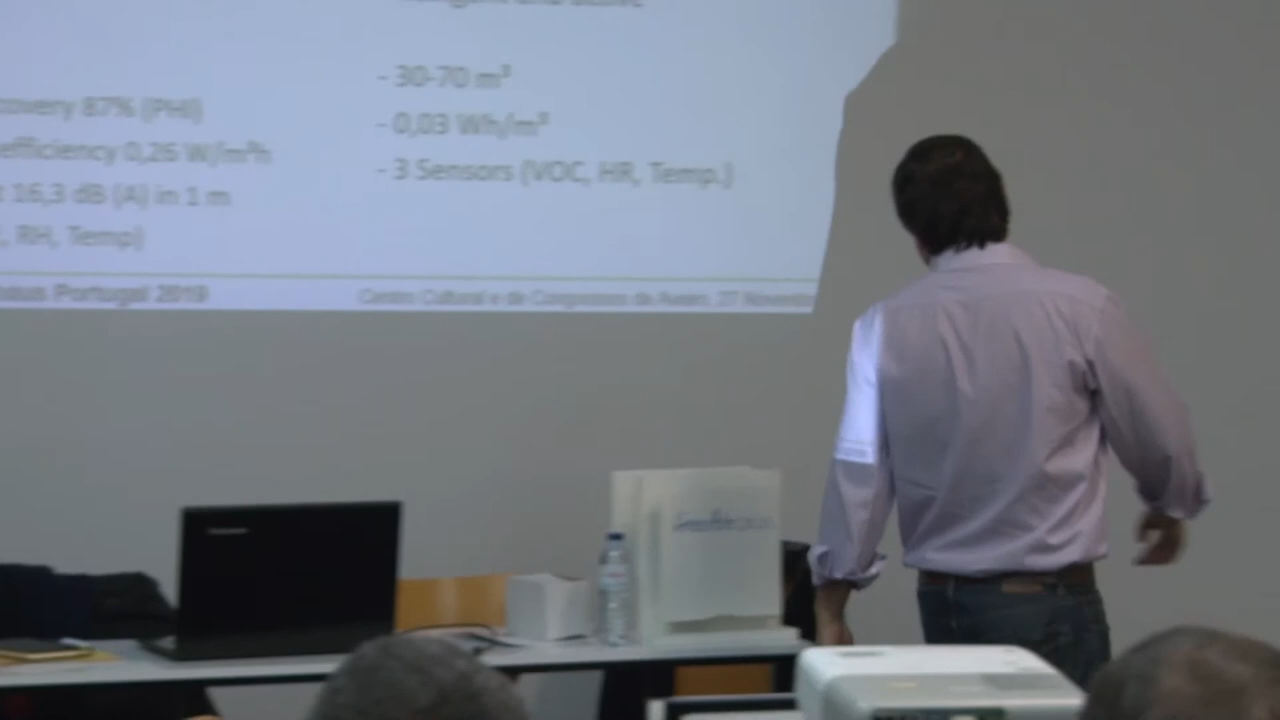 covery 87% (PHI)
efficiency 0,26 W/m³h
16,3 dB (A) in 1 m
, RH, Temp)
- 30-70 m³
- 0,03 Wh/m³
- 3 Sensors (VOC, HR, Temp.)
Portugal 2019
Centro Cultural e de Congressos de Aveiro, 27 Novembro